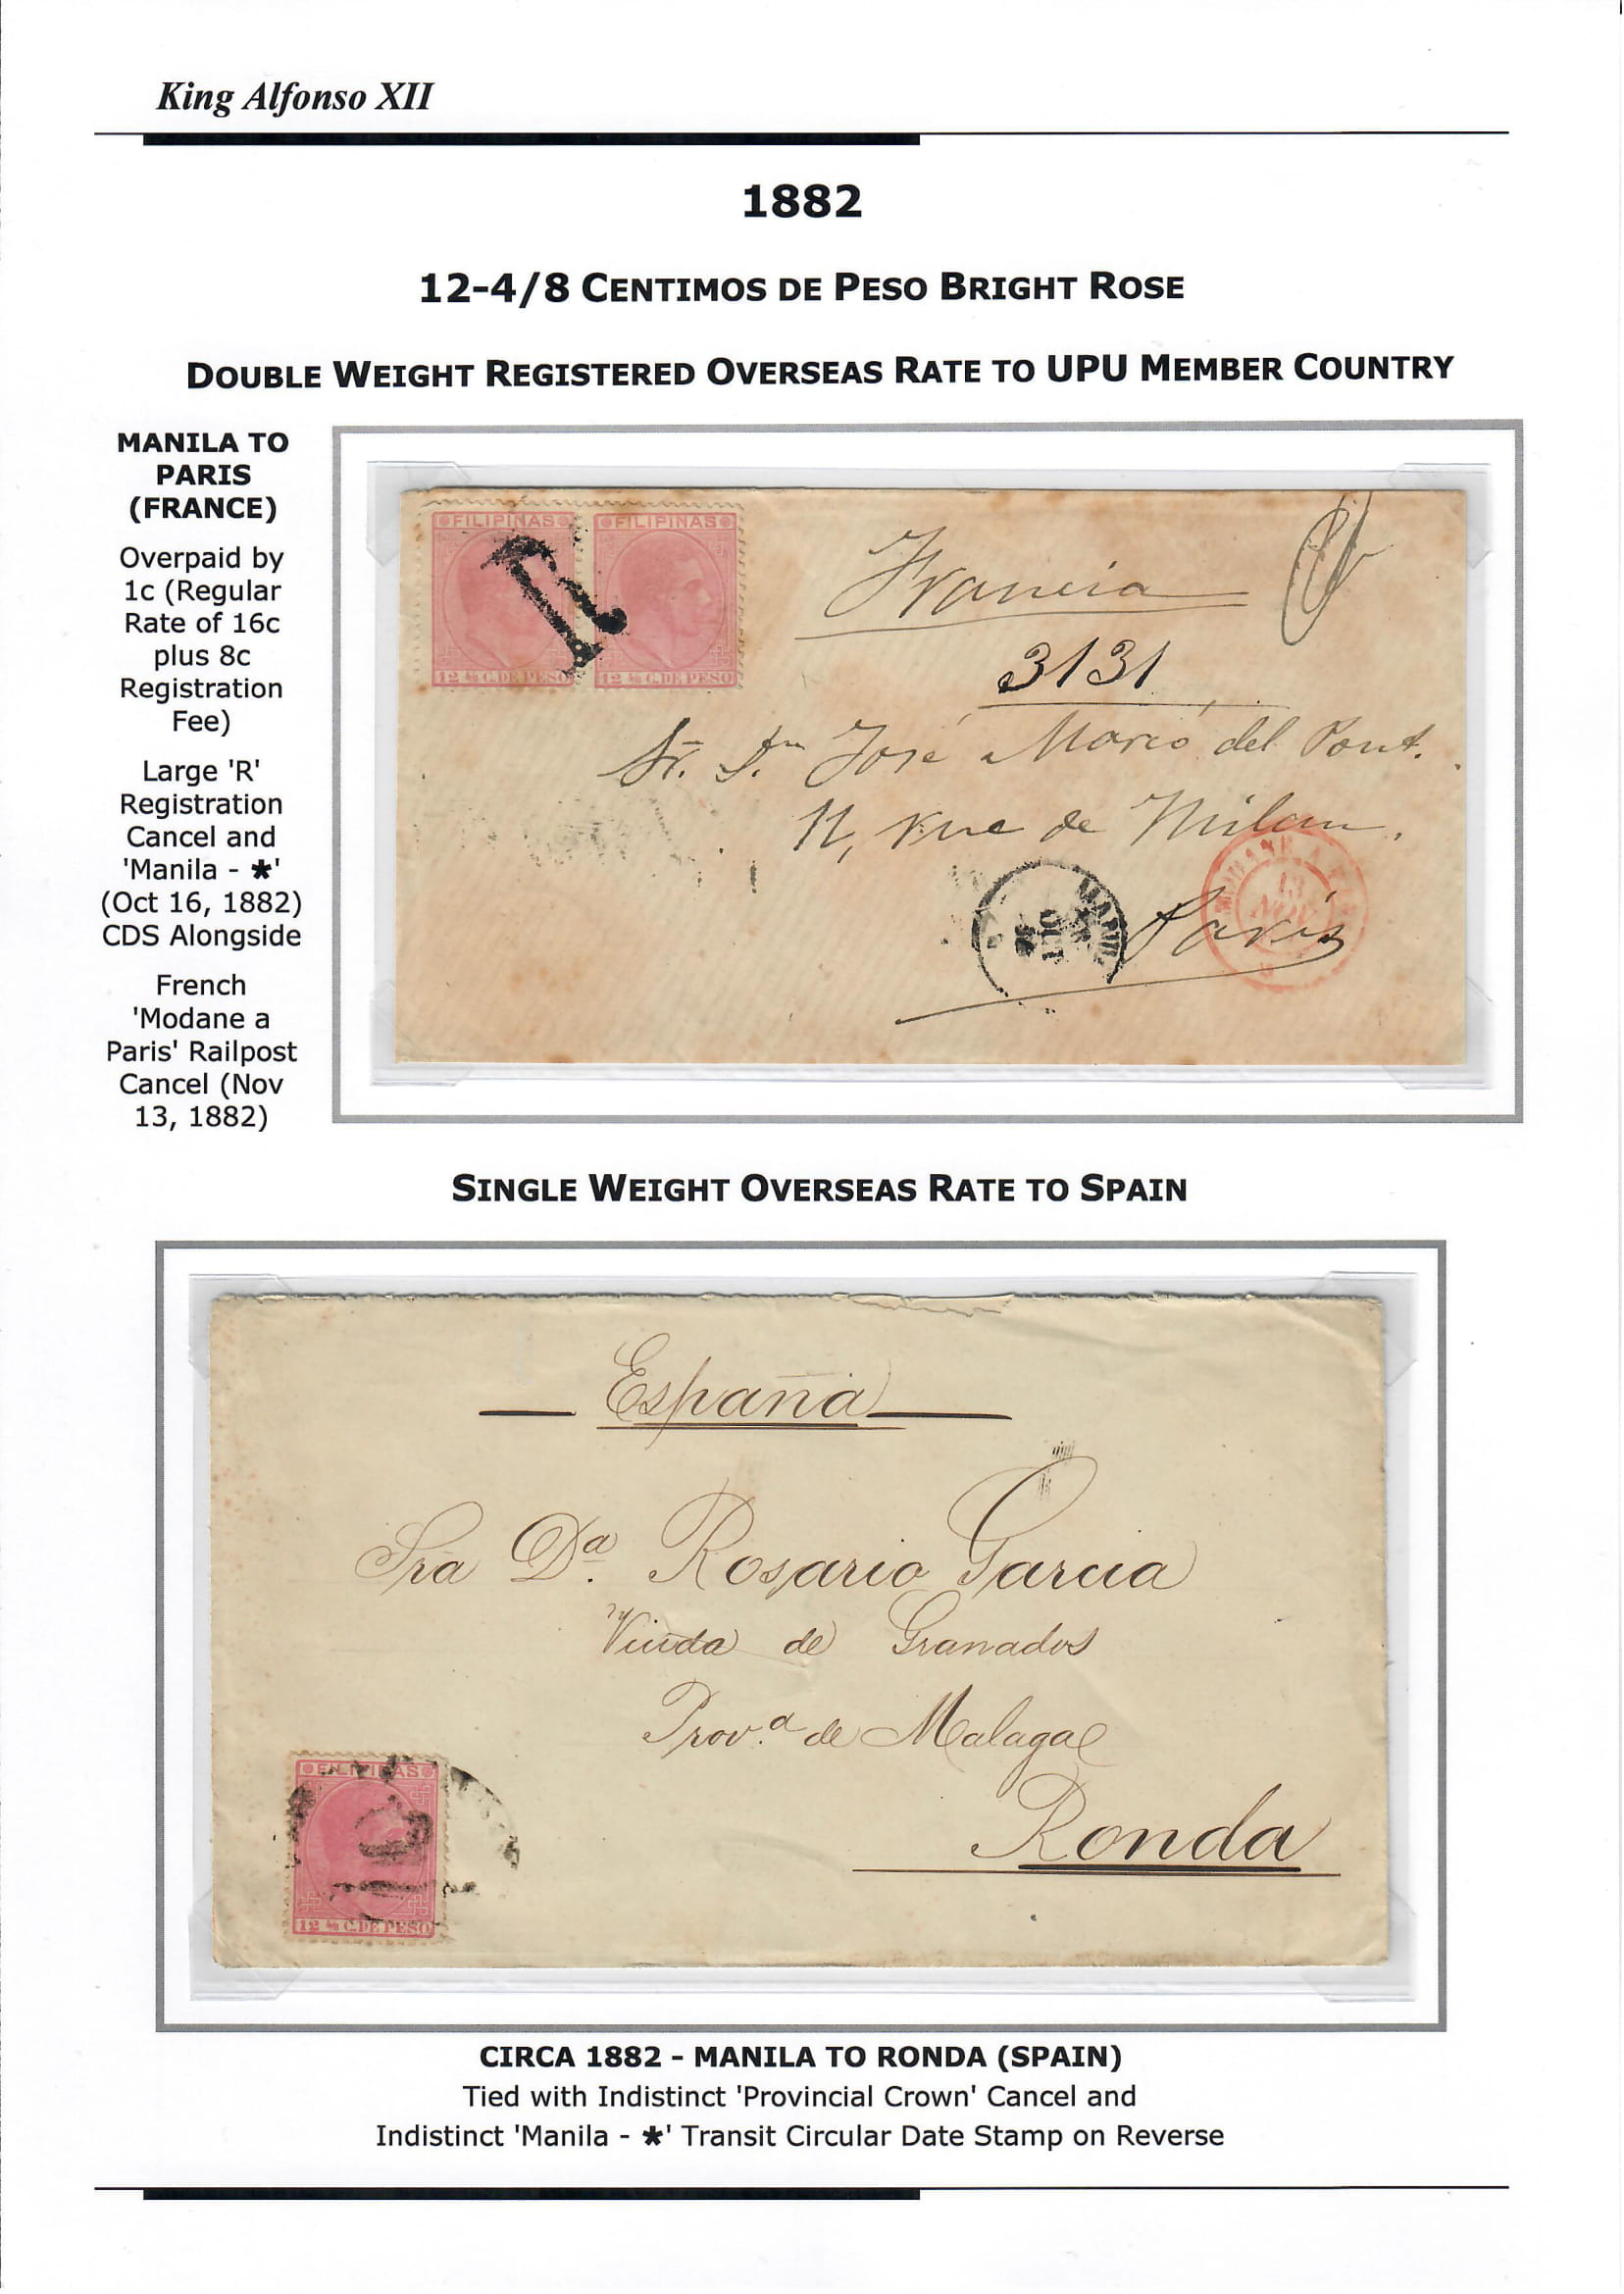 King Alfonso XII
1882
12-4/8 CENTIMOS DE PESO BRIGHT ROSE
DOUBLE WEIGHT REGISTERED OVERSEAS RATE TO UPU MEMBER COUNTRY
MANILA TO
PARIS
(FRANCE)
Overpaid by
1c (Regular
Rate of 16c
plus 8c
Registration
Fee)
Large 'R'
Registration
Cancel and
'Manila - *'
(Oct 16, 1882)
CDS Alongside
French
'Modane a
Paris' Railpost
Cancel (Nov
13, 1882)
FILIPINAS FILIPINAS
R
12 4/8 C. DE PESO 12 4/8 C. DE PESO
Francia
3131
Sr. Dn José María del Pont.
11, rue de Milan.
Paris
13
NOV
SINGLE WEIGHT OVERSEAS RATE TO SPAIN
España
Sra Da. Rosario Garcia
Viuda de Granados
Prov.a de Malaga
Ronda
FILIPINAS
12 4/8 C. DE PESO
CIRCA 1882 - MANILA TO RONDA (SPAIN)
Tied with Indistinct 'Provincial Crown' Cancel and
Indistinct 'Manila - *' Transit Circular Date Stamp on Reverse